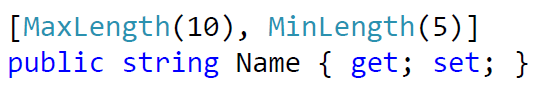 [MaxLength(10), MinLength(5)]
public string Name { get; set; }